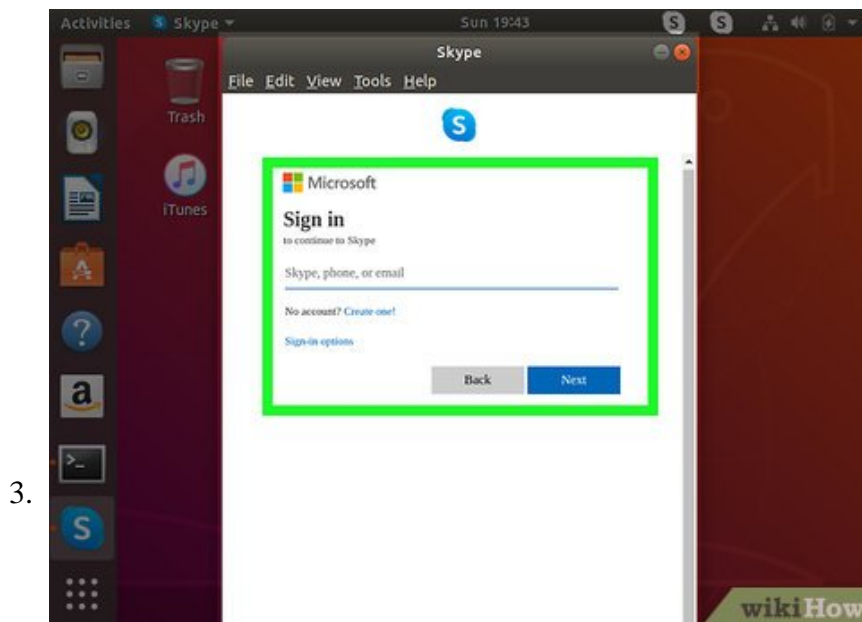 Activities Skype Sun 19:43
Skype
File Edit View Tools Help
Trash
iTunes
Microsoft
Sign in
to continue to Skype
Skype, phone, or email
No account? Create one!
Sign-in options
Back Next
3.
wikiHow